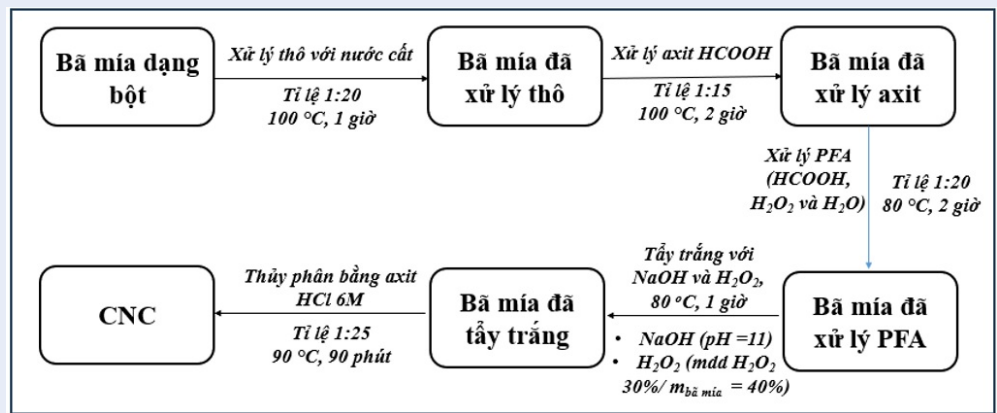 Bã mía dạng
bột
Xử lý thô với nước cất
Tỉ lệ 1:20
100 °C, 1 giờ
Bã mía đã
xử lý thô
Xử lý axit HCOOH
Tỉ lệ 1:15
100 °C, 2 giờ
Bã mía đã
xử lý axit
Xử lý PFA
(HCOOH,
H₂O₂ và H₂O)
Tỉ lệ 1:20
80 °C, 2 giờ
Bã mía đã
xử lý PFA
Tẩy trắng với
NaOH và H₂O₂,
80 °C, 1 giờ
• NaOH (pH =11)
• H₂O₂ (mdd H₂O₂
30%/ m bã mía = 40%)
Bã mía đã
tẩy trắng
Thủy phân bằng axit
HCl 6M
Tỉ lệ 1:25
90 °C, 90 phút
CNC